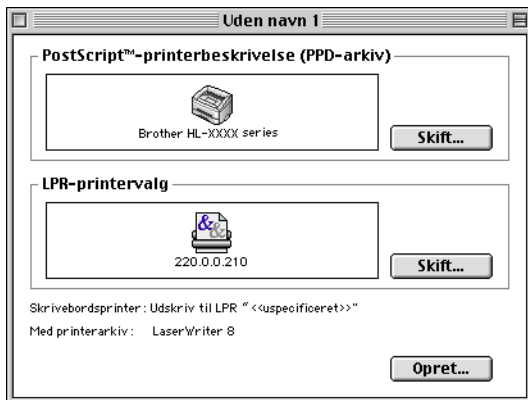 Uden navn 1
PostScript™-printerbeskrivelse (PPD-arkiv)
Brother HL-XXXX series
Skift...
LPR-printervalg
&&
220.0.0.210
Skift...
Skrivebordsprinter: Udskriv til LPR “ <<uspecificeret>>"
Med printerarkiv: LaserWriter 8
Opret...